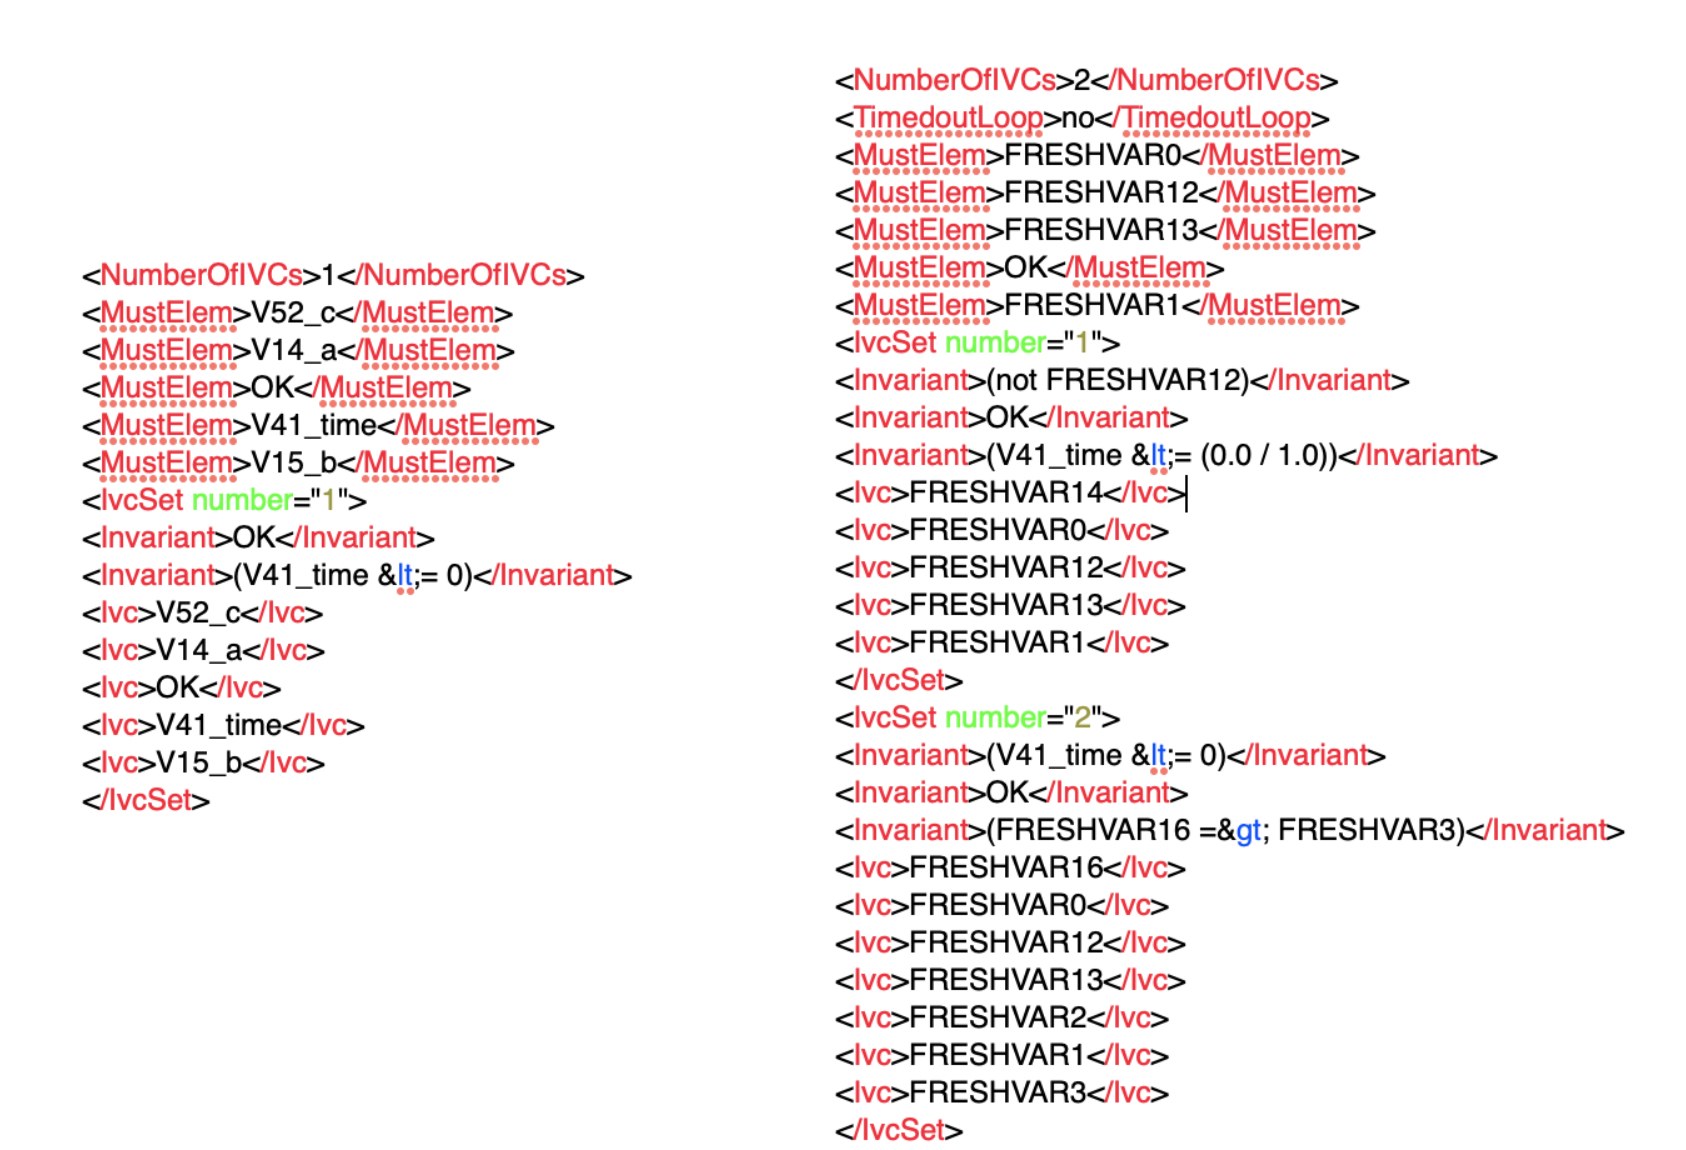 <NumberOfIVCs>1</NumberOfIVCs>
<MustElem>V52_c</MustElem>
<MustElem>V14_a</MustElem>
<MustElem>OK</MustElem>
<MustElem>V41_time</MustElem>
<MustElem>V15_b</MustElem>
<IvcSet number="1">
<Invariant>OK</Invariant>
<Invariant>(V41_time &lt;= 0)</Invariant>
<Ivc>V52_c</Ivc>
<Ivc>V14_a</Ivc>
<Ivc>OK</Ivc>
<Ivc>V41_time</Ivc>
<Ivc>V15_b</Ivc>
</IvcSet>
<NumberOfIVCs>2</NumberOfIVCs>
<TimedoutLoop>no</TimedoutLoop>
<MustElem>FRESHVAR0</MustElem>
<MustElem>FRESHVAR12</MustElem>
<MustElem>FRESHVAR13</MustElem>
<MustElem>OK</MustElem>
<MustElem>FRESHVAR1</MustElem>
<IvcSet number="1">
<Invariant>(not FRESHVAR12)</Invariant>
<Invariant>OK</Invariant>
<Invariant>(V41_time &lt;= (0.0 / 1.0))</Invariant>
<Ivc>FRESHVAR14</Ivc>
<Ivc>FRESHVAR0</Ivc>
<Ivc>FRESHVAR12</Ivc>
<Ivc>FRESHVAR13</Ivc>
<Ivc>FRESHVAR1</Ivc>
</IvcSet>
<IvcSet number="2">
<Invariant>(V41_time &lt;= 0)</Invariant>
<Invariant>OK</Invariant>
<Invariant>(FRESHVAR16 =&gt; FRESHVAR3)</Invariant>
<Ivc>FRESHVAR16</Ivc>
<Ivc>FRESHVAR0</Ivc>
<Ivc>FRESHVAR12</Ivc>
<Ivc>FRESHVAR13</Ivc>
<Ivc>FRESHVAR2</Ivc>
<Ivc>FRESHVAR1</Ivc>
<Ivc>FRESHVAR3</Ivc>
</IvcSet>